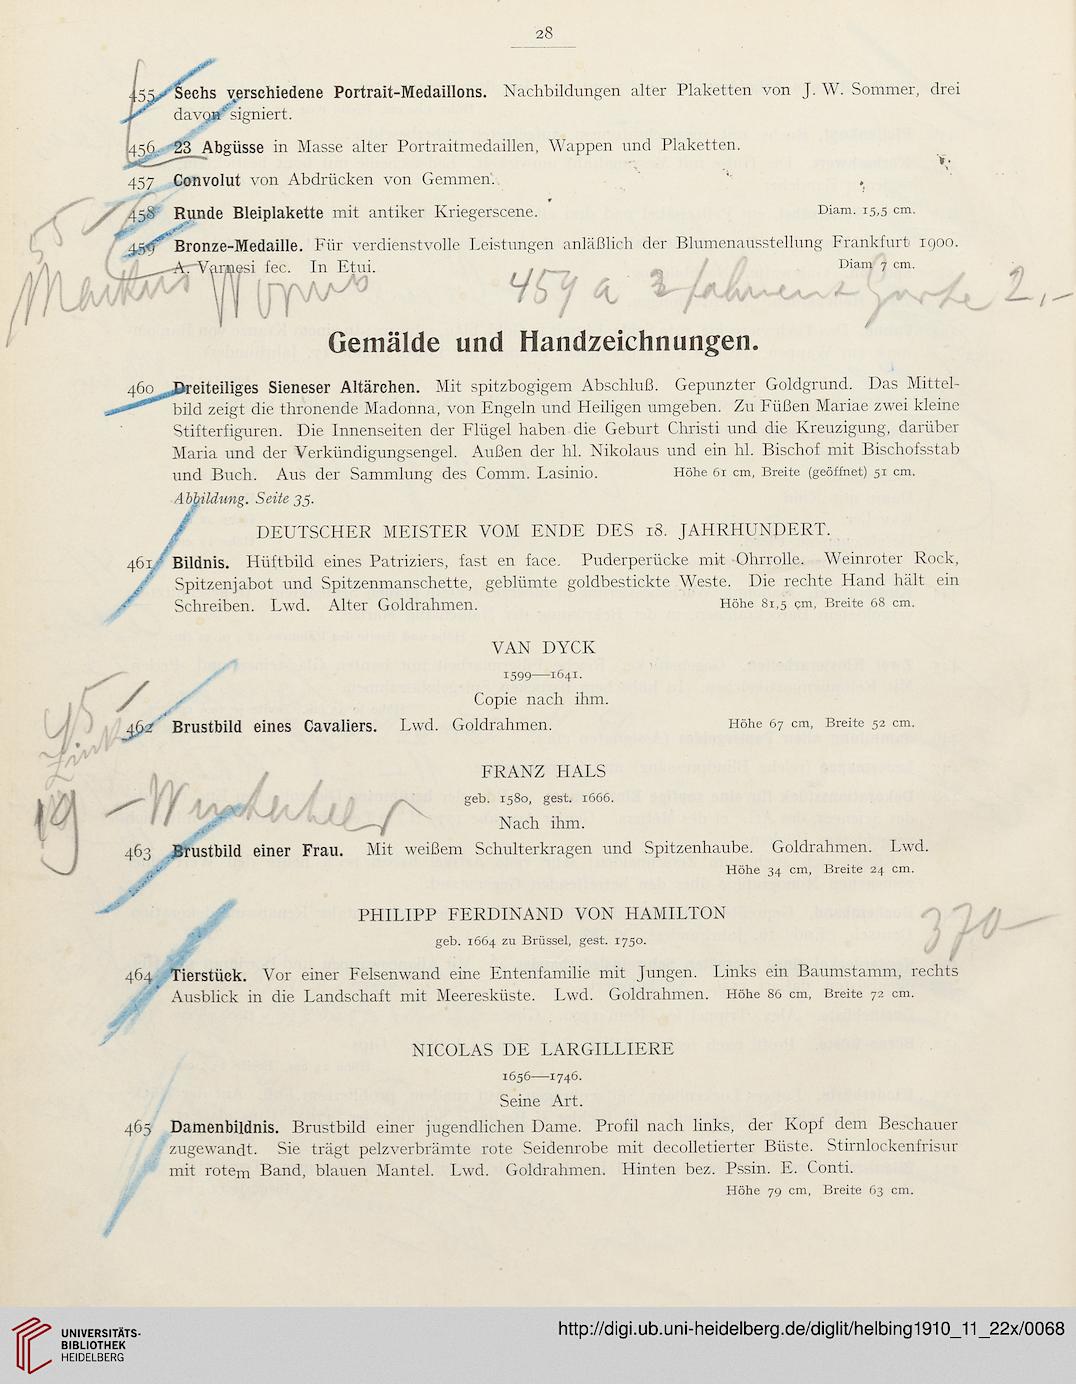 28
455 Sechs verschiedene Portrait-Medaillons. Nachbildungen alter Plaketten von J. W. Sommer, drei
davon signiert.
456 23 Abgüsse in Masse alter Portraitmedaillen, Wappen und Plaketten.
457 Convolut von Abdrücken von Gemmen.
458 Runde Bleiplakette mit antiker Kriegerscene. Diam. 15,5 cm.
55
459 Bronze-Medaille. Für verdienstvolle Leistungen anläßlich der Blumenausstellung Frankfurt 1900.
A. Varnesi fec. In Etui. Diam 7 cm.
Markus Worms
459 a 3 2,-
Gemälde und Handzeichnungen.
460 Dreiteiliges Sieneser Altärchen. Mit spitzbogigem Abschluß. Gepunzter Goldgrund. Das Mittel-
bild zeigt die thronende Madonna, von Engeln und Heiligen umgeben. Zu Füßen Mariae zwei kleine
Stifterfiguren. Die Innenseiten der Flügel haben die Geburt Christi und die Kreuzigung, darüber
Maria und der Verkündigungsengel. Außen der hl. Nikolaus und ein hl. Bischof mit Bischofsstab
und Buch. Aus der Sammlung des Comm. Lasinio. Höhe 61 cm, Breite (geöffnet) 51 cm.
Abbildung. Seite 35.
DEUTSCHER MEISTER VOM ENDE DES 18. JAHRHUNDERT.
461 Bildnis. Hüftbild eines Patriziers, fast en face. Puderperücke mit Ohrrolle. Weinroter Rock,
Spitzenjabot und Spitzenmanschette, geblümte goldbestickte Weste. Die rechte Hand hält ein
Schreiben. Lwd. Alter Goldrahmen. Höhe 81,5 cm, Breite 68 cm.
VAN DYCK
1599—1641.
Copie nach ihm.
45
462 Brustbild eines Cavaliers. Lwd. Goldrahmen. Höhe 67 cm, Breite 52 cm.
FRANZ HALS
geb. 1580, gest. 1666.
19 - Winterhelt
Nach ihm.
463 Brustbild einer Frau. Mit weißem Schulterkragen und Spitzenhaube. Goldrahmen. Lwd.
Höhe 34 cm, Breite 24 cm.
PHILIPP FERDINAND VON HAMILTON
370-
geb. 1664 zu Brüssel, gest. 1750.
464 Tierstück. Vor einer Felsenwand eine Entenfamilie mit Jungen. Links ein Baumstamm, rechts
Ausblick in die Landschaft mit Meeresküste. Lwd. Goldrahmen. Höhe 86 cm, Breite 72 cm.
NICOLAS DE LARGILLIERE
1656—1746.
Seine Art.
465 Damenbildnis. Brustbild einer jugendlichen Dame. Profil nach links, der Kopf dem Beschauer
zugewandt. Sie trägt pelzverbrämte rote Seidenrobe mit decolletierter Büste. Stirnlockenfrisur
mit rotem Band, blauen Mantel. Lwd. Goldrahmen. Hinten bez. Pssin. E. Conti.
Höhe 79 cm, Breite 63 cm.
UNIVERSITÄTS-
BIBLIOTHEK
HEIDELBERG
http://digi.ub.uni-heidelberg.de/diglit/helbing1910_11_22x/0068